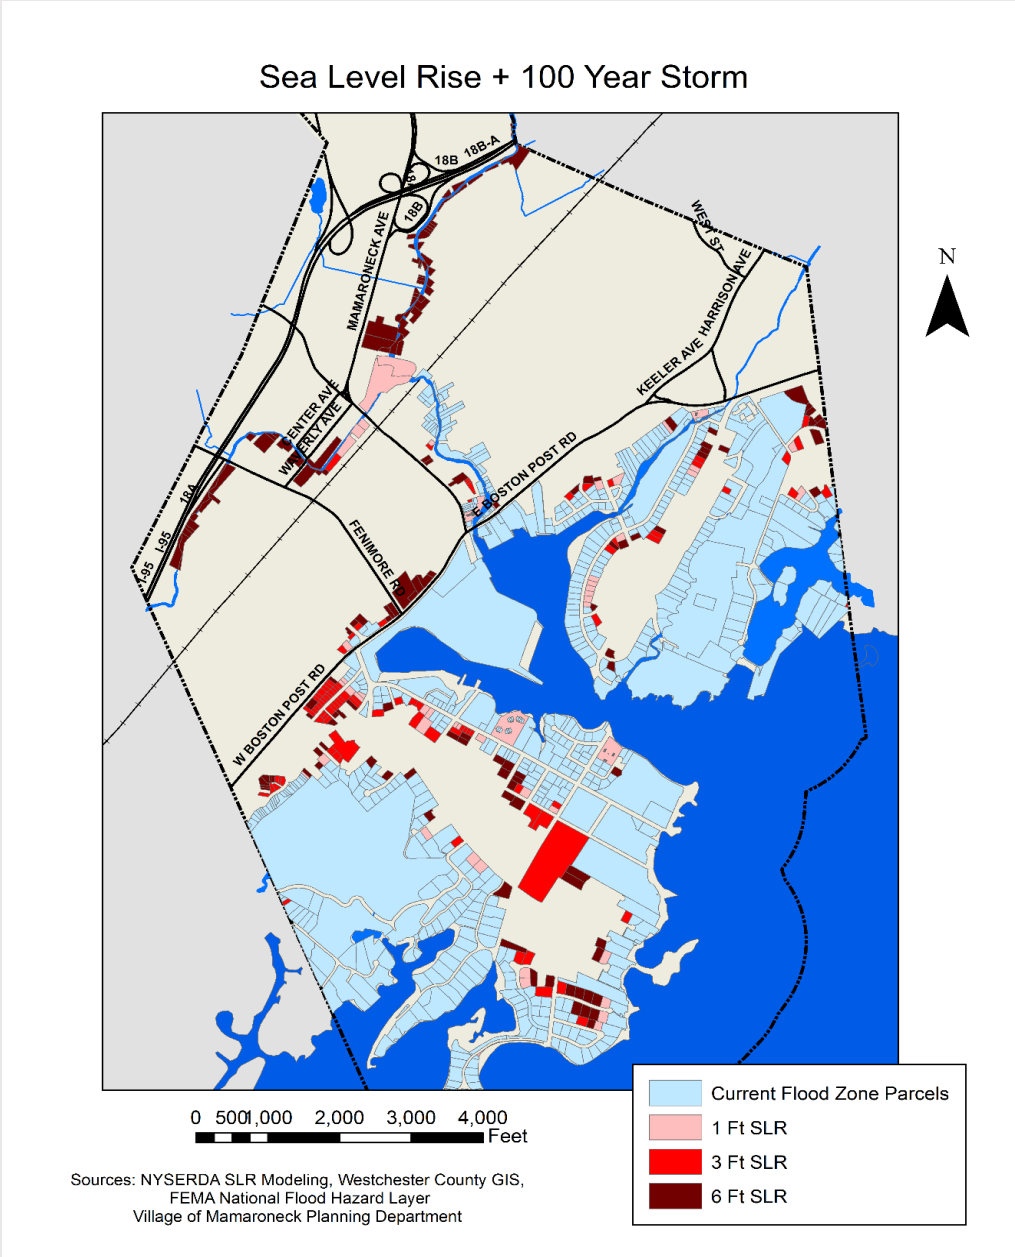 Sea Level Rise + 100 Year Storm
18B-A
18B
18B
MAMARONECK AVE
WEST ST
HARRISON AVE
KEELER AVE
N
CENTER AVE
WAVERLY AVE
E BOSTON POST RD
18A
I-95
I-95
FENIMORE RD
W BOSTON POST RD
0 500 1,000 2,000 3,000 4,000
Feet
Current Flood Zone Parcels
1 Ft SLR
3 Ft SLR
6 Ft SLR
Sources: NYSERDA SLR Modeling, Westchester County GIS,
FEMA National Flood Hazard Layer
Village of Mamaroneck Planning Department